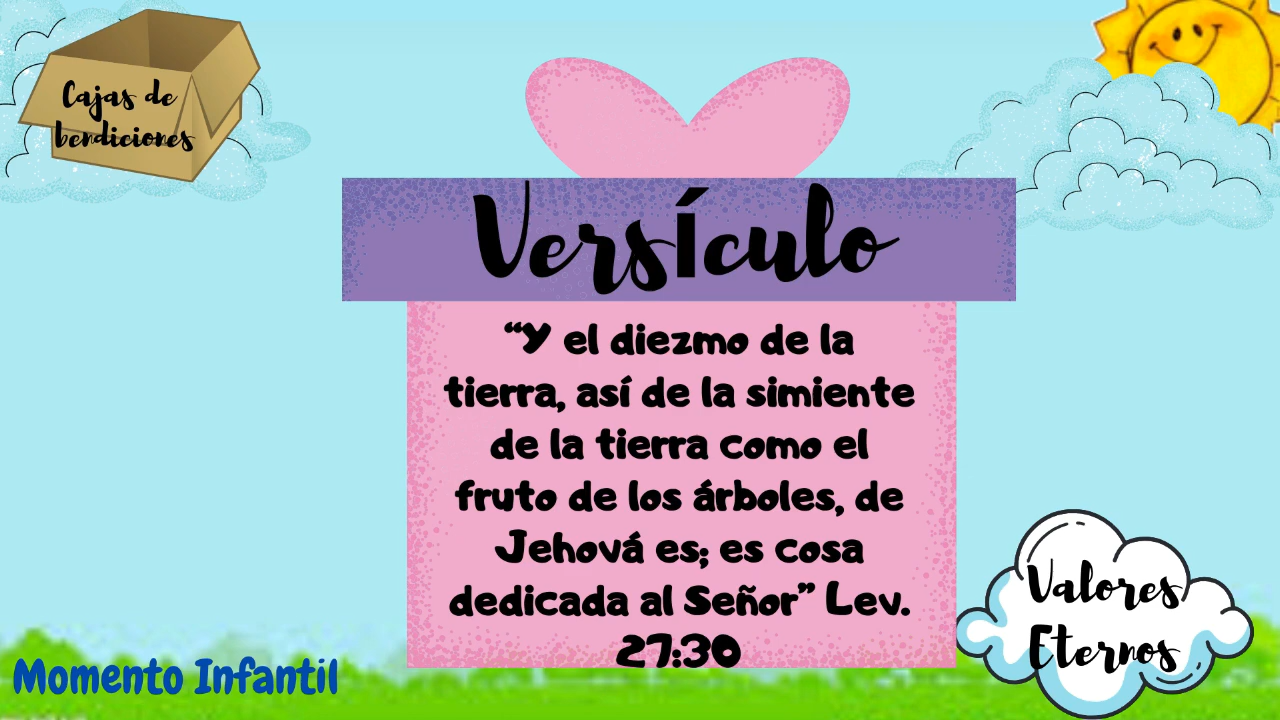 Cajas de
bendiciones
Versículo
“Y el diezmo de la
tierra, así de la simiente
de la tierra como el
fruto de los árboles, de
Jehová es; es cosa
dedicada al Señor” Lev.
27:30
Valores
Eternos
Momento Infantil